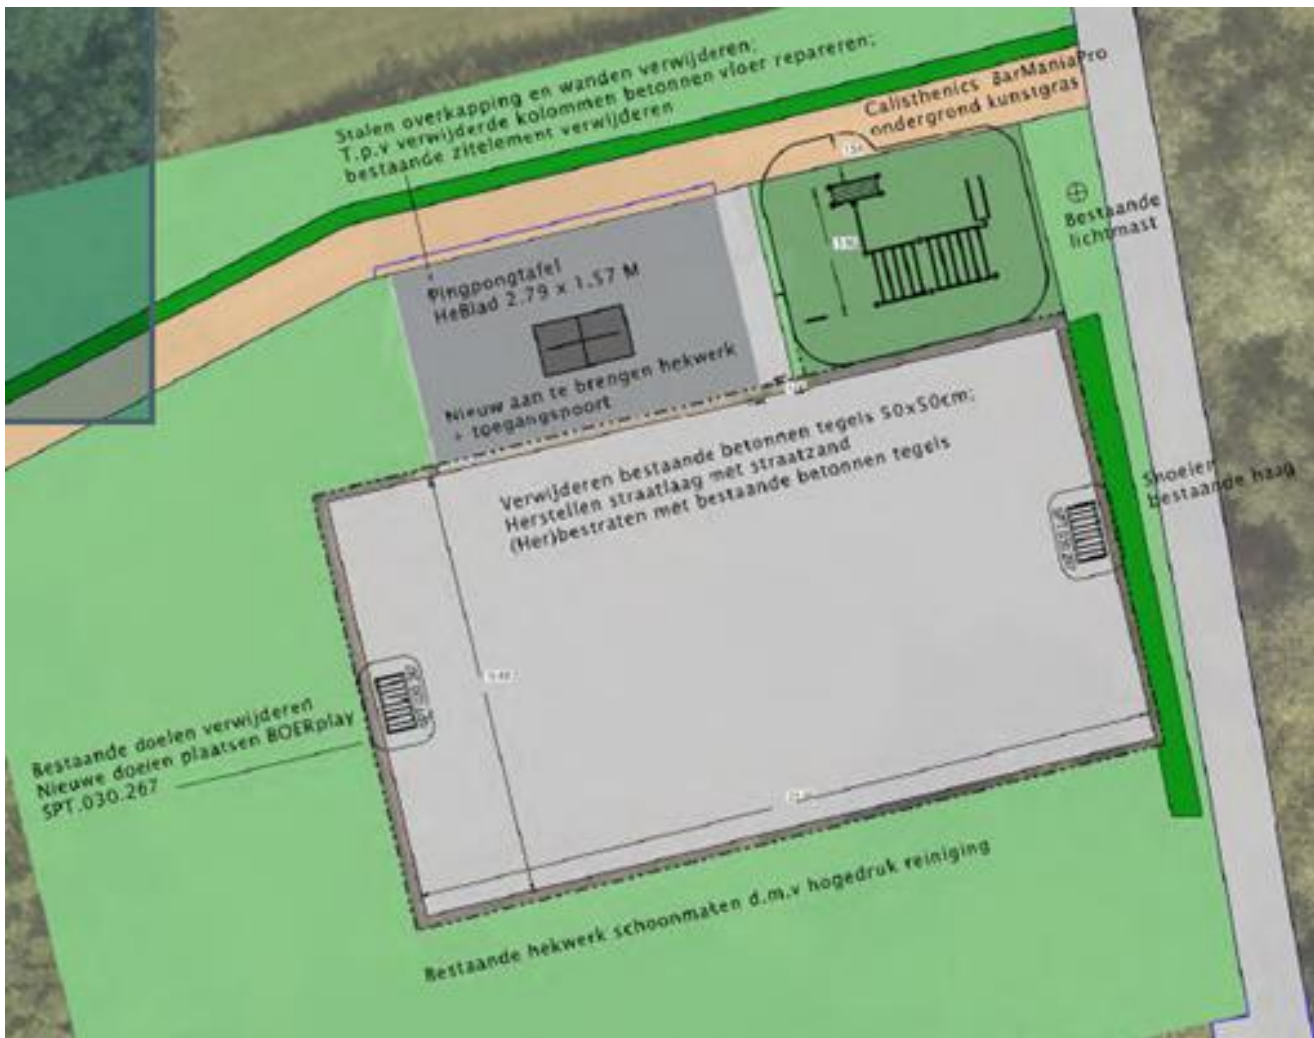 Stalen overkapping en wanden verwijderen;
T.p.v verwijderde kolommen betonnen vloer repareren;
bestaande zitelement verwijderen
Calisthenics BarManiaPro
ondergrond kunstgras
Bestaande
lichtmast
Pingpongtafel
HeBlad 2.79 x 1.57 M
Nieuw aan te brengen hekwerk
+ toegangspoort
Verwijderen bestaande betonnen tegels 50x50cm;
Herstellen straatlaag met straatzand
(Her)bestraten met bestaande betonnen tegels
Snoeien
bestaande haag
Bestaande doelen verwijderen
Nieuwe doelen plaatsen BOERplay
SPT.030.267
Bestaande hekwerk schoonmaken d.m.v hogedruk reiniging